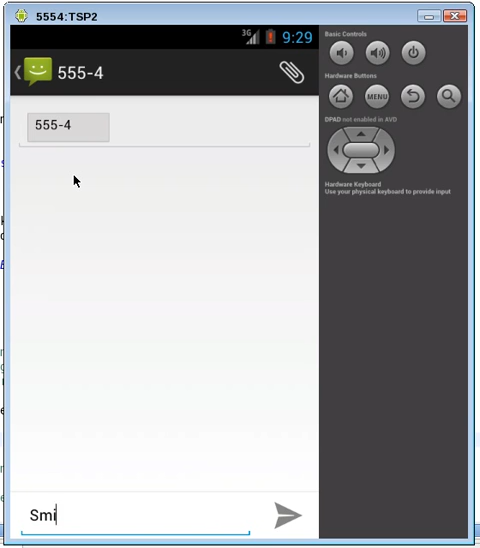 5554:TSP2
3G 9:29
555-4
555-4
Smi
Basic Controls
Hardware Buttons
MENU
DPAD not enabled in AVD
Hardware Keyboard
Use your physical keyboard to provide input